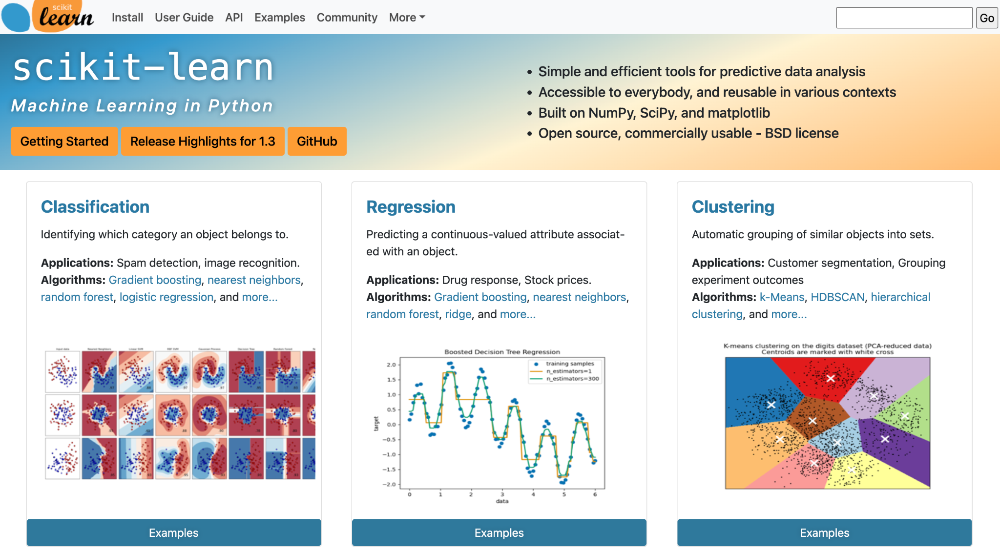 scikit
learn
Install User Guide API Examples Community More
Go
scikit-learn
Machine Learning in Python
Getting Started Release Highlights for 1.3 GitHub
Simple and efficient tools for predictive data analysis
Accessible to everybody, and reusable in various contexts
Built on NumPy, SciPy, and matplotlib
Open source, commercially usable - BSD license
Classification
Identifying which category an object belongs to.
Applications: Spam detection, image recognition.
Algorithms: Gradient boosting, nearest neighbors,
random forest, logistic regression, and more...
Input data Nearest Neighbors Linear SVM RBF SVM Gaussian Process Decision Tree Random Forest
Examples
Regression
Predicting a continuous-valued attribute associat-
ed with an object.
Applications: Drug response, Stock prices.
Algorithms: Gradient boosting, nearest neighbors,
random forest, ridge, and more...
Boosted Decision Tree Regression
training samples
n_estimators=1
n_estimators=300
2.0
1.5
1.0
0.5
0.0
−0.5
−1.0
−1.5
−2.0
target
0 1 2 3 4 5 6
data
Examples
Clustering
Automatic grouping of similar objects into sets.
Applications: Customer segmentation, Grouping
experiment outcomes
Algorithms: k-Means, HDBSCAN, hierarchical
clustering, and more...
K-means clustering on the digits dataset (PCA-reduced data)
Centroids are marked with white cross
Examples